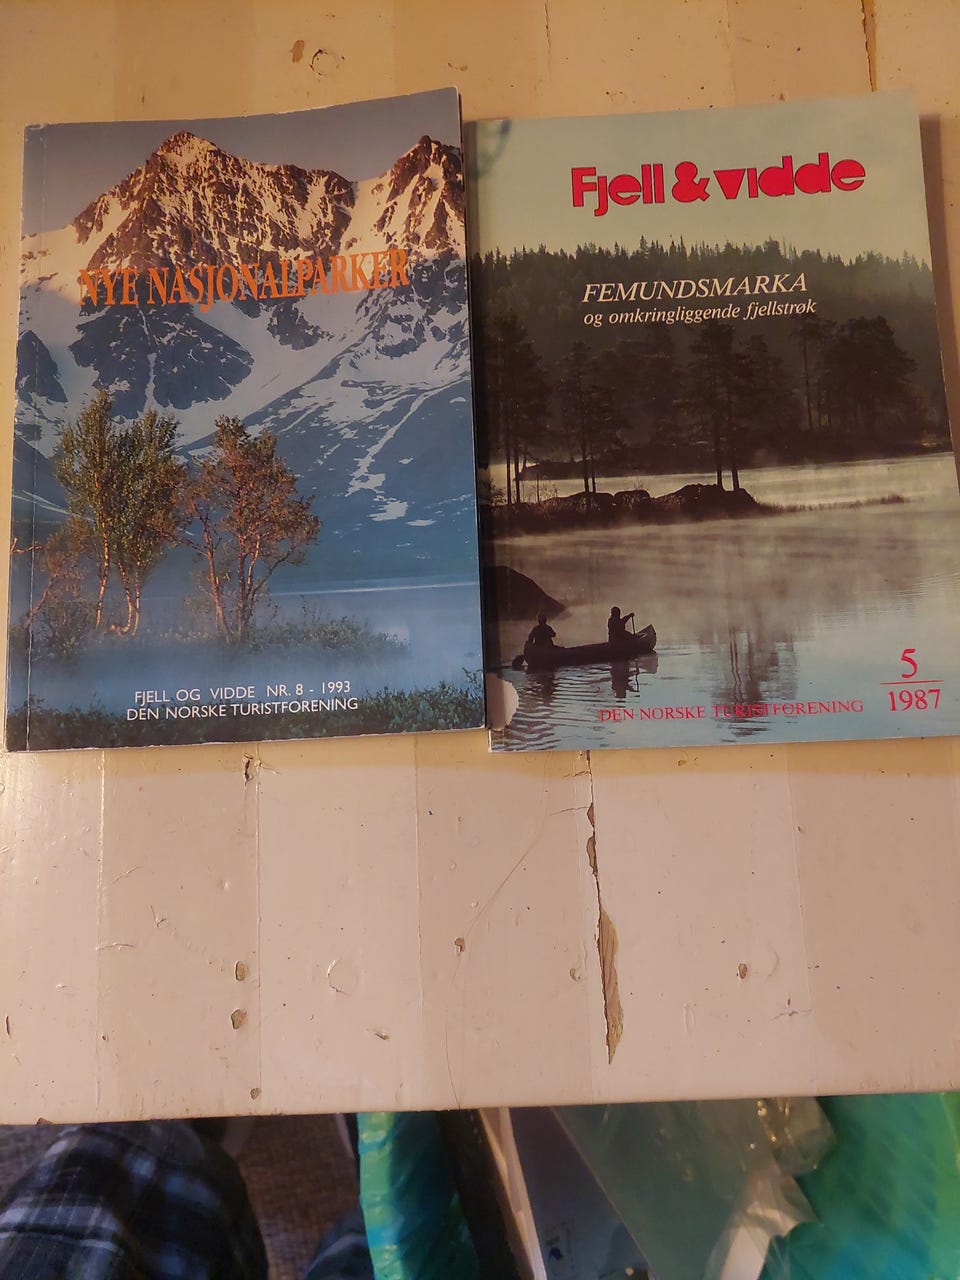 NYE NASJONALPARKER
FJELL OG VIDDE NR. 8 - 1993
DEN NORSKE TURISTFORENING
Fjell & vidde
FEMUNDSMARKA
og omkringliggende fjellstrøk
5
1987
DEN NORSKE TURISTFORENING